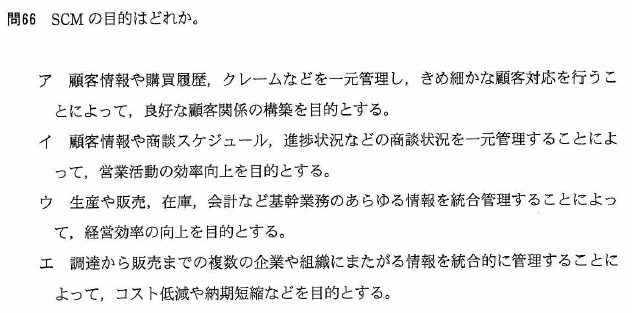 問66 SCM の目的はどれか。
ア 顧客情報や購買履歴，クレームなどを一元管理し，きめ細かな顧客対応を行うこ
とによって，良好な顧客関係の構築を目的とする。
イ 顧客情報や商談スケジュール，進捗状況などの商談状況を一元管理することによ
って，営業活動の効率向上を目的とする。
ウ 生産や販売，在庫，会計など基幹業務のあらゆる情報を統合管理することによっ
て，経営効率の向上を目的とする。
エ 調達から販売までの複数の企業や組織にまたがる情報を統合的に管理することに
よって，コスト低減や納期短縮などを目的とする。